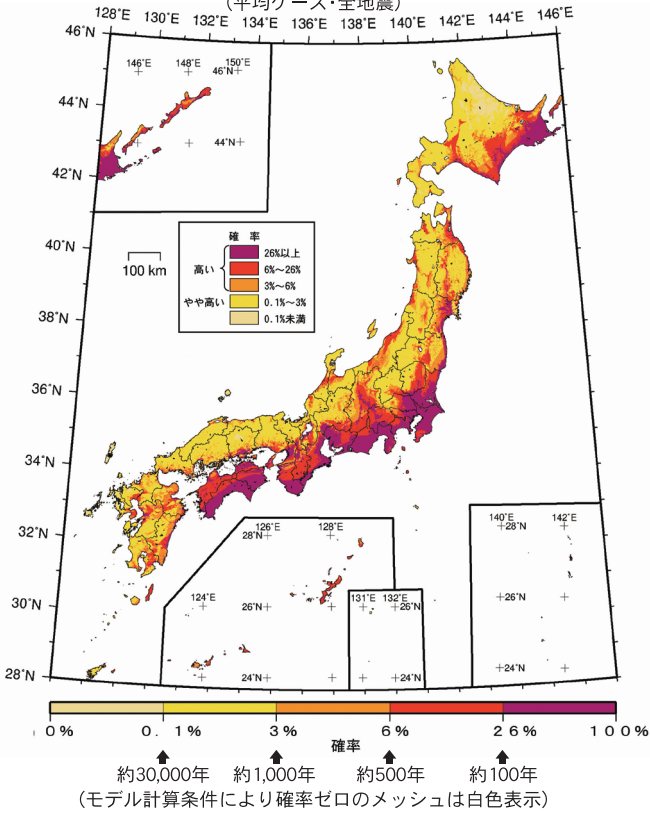 (平均ケース・全地震)
128°E 130°E 132°E 134°E 136°E 138°E 140°E 142°E 144°E 146°E
46°N
146°E 148°E 150°E
46°N
44°N
44°N
42°N
40°N
38°N
36°N
34°N
32°N
30°N
28°N
100 km
確 率
高い
26%以上
6%~26%
3%~6%
やや高い 0.1%~3%
0.1%未満
126°E 128°E
28°N
124°E
26°N
24°N
131°E 132°E
26°N
24°N
140°E 142°E
28°N
26°N
24°N
0% 0.1% 3% 6% 26% 100%
確率
約30,000年 約1,000年 約500年 約100年
(モデル計算条件により確率ゼロのメッシュは白色表示)